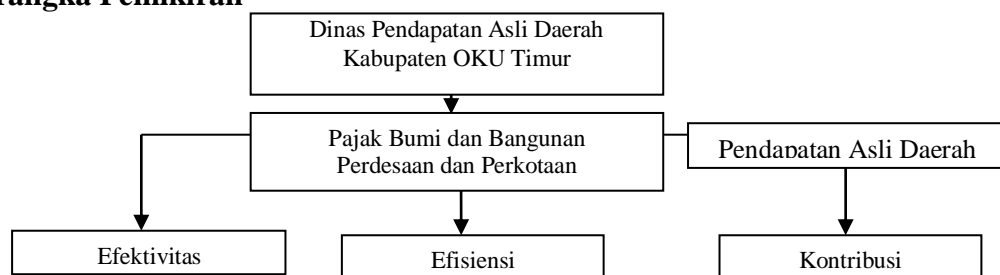 Dinas Pendapatan Asli Daerah
Kabupaten OKU Timur
Pajak Bumi dan Bangunan
Perdesaan dan Perkotaan
Pendapatan Asli Daerah
Efektivitas
Efisiensi
Kontribusi